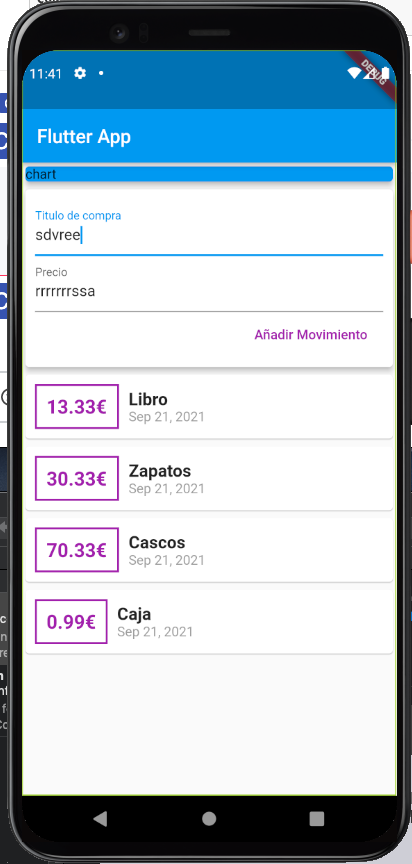 11:41
DEBUG
Flutter App
chart
Titulo de compra
sdvree
Precio
rrrrrrrssa
Añadir Movimiento
13.33€
Libro
Sep 21, 2021
30.33€
Zapatos
Sep 21, 2021
70.33€
Cascos
Sep 21, 2021
0.99€
Caja
Sep 21, 2021